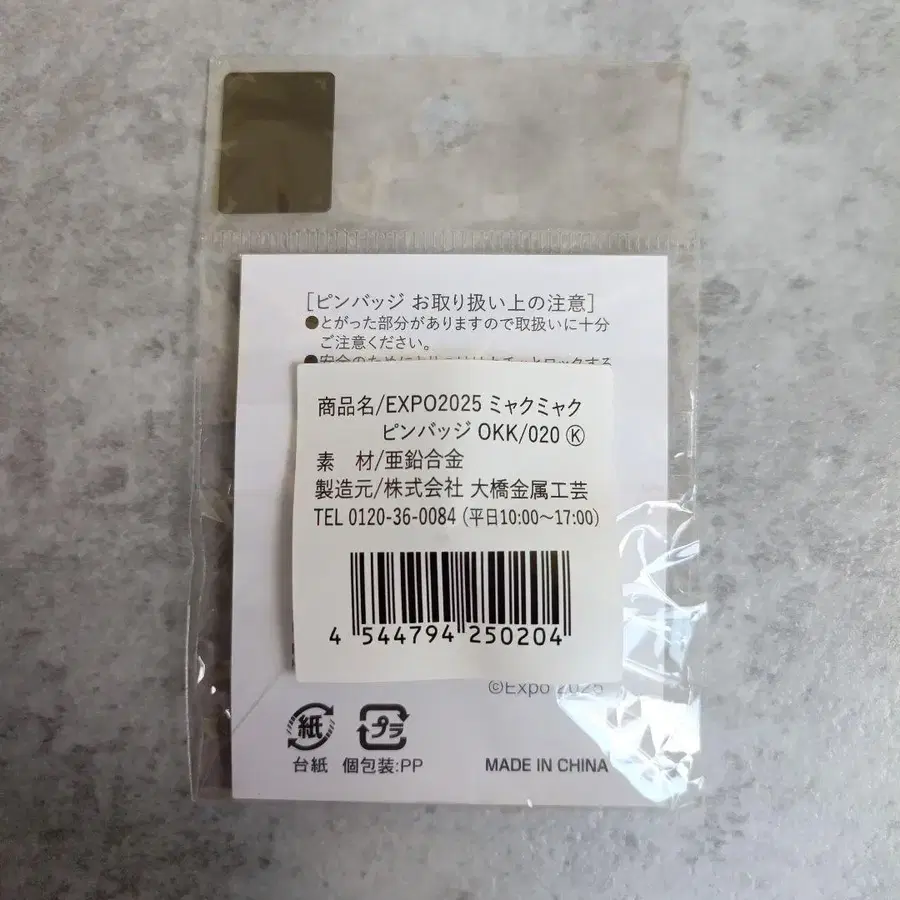 [ピンバッジ お取り扱い上の注意]
●とがった部分がありますので取扱いに十分
ご注意ください。
商品名/EXPO2025 ミャクミャク
ピンバッジ OKK/020 Ⓚ
素　材/亜鉛合金
製造元/株式会社 大橋金属工芸
TEL 0120-36-0084 (平日10:00～17:00)
4 544794 250204
©Expo 2025
紙 プラ
台紙 個包装:PP
MADE IN CHINA